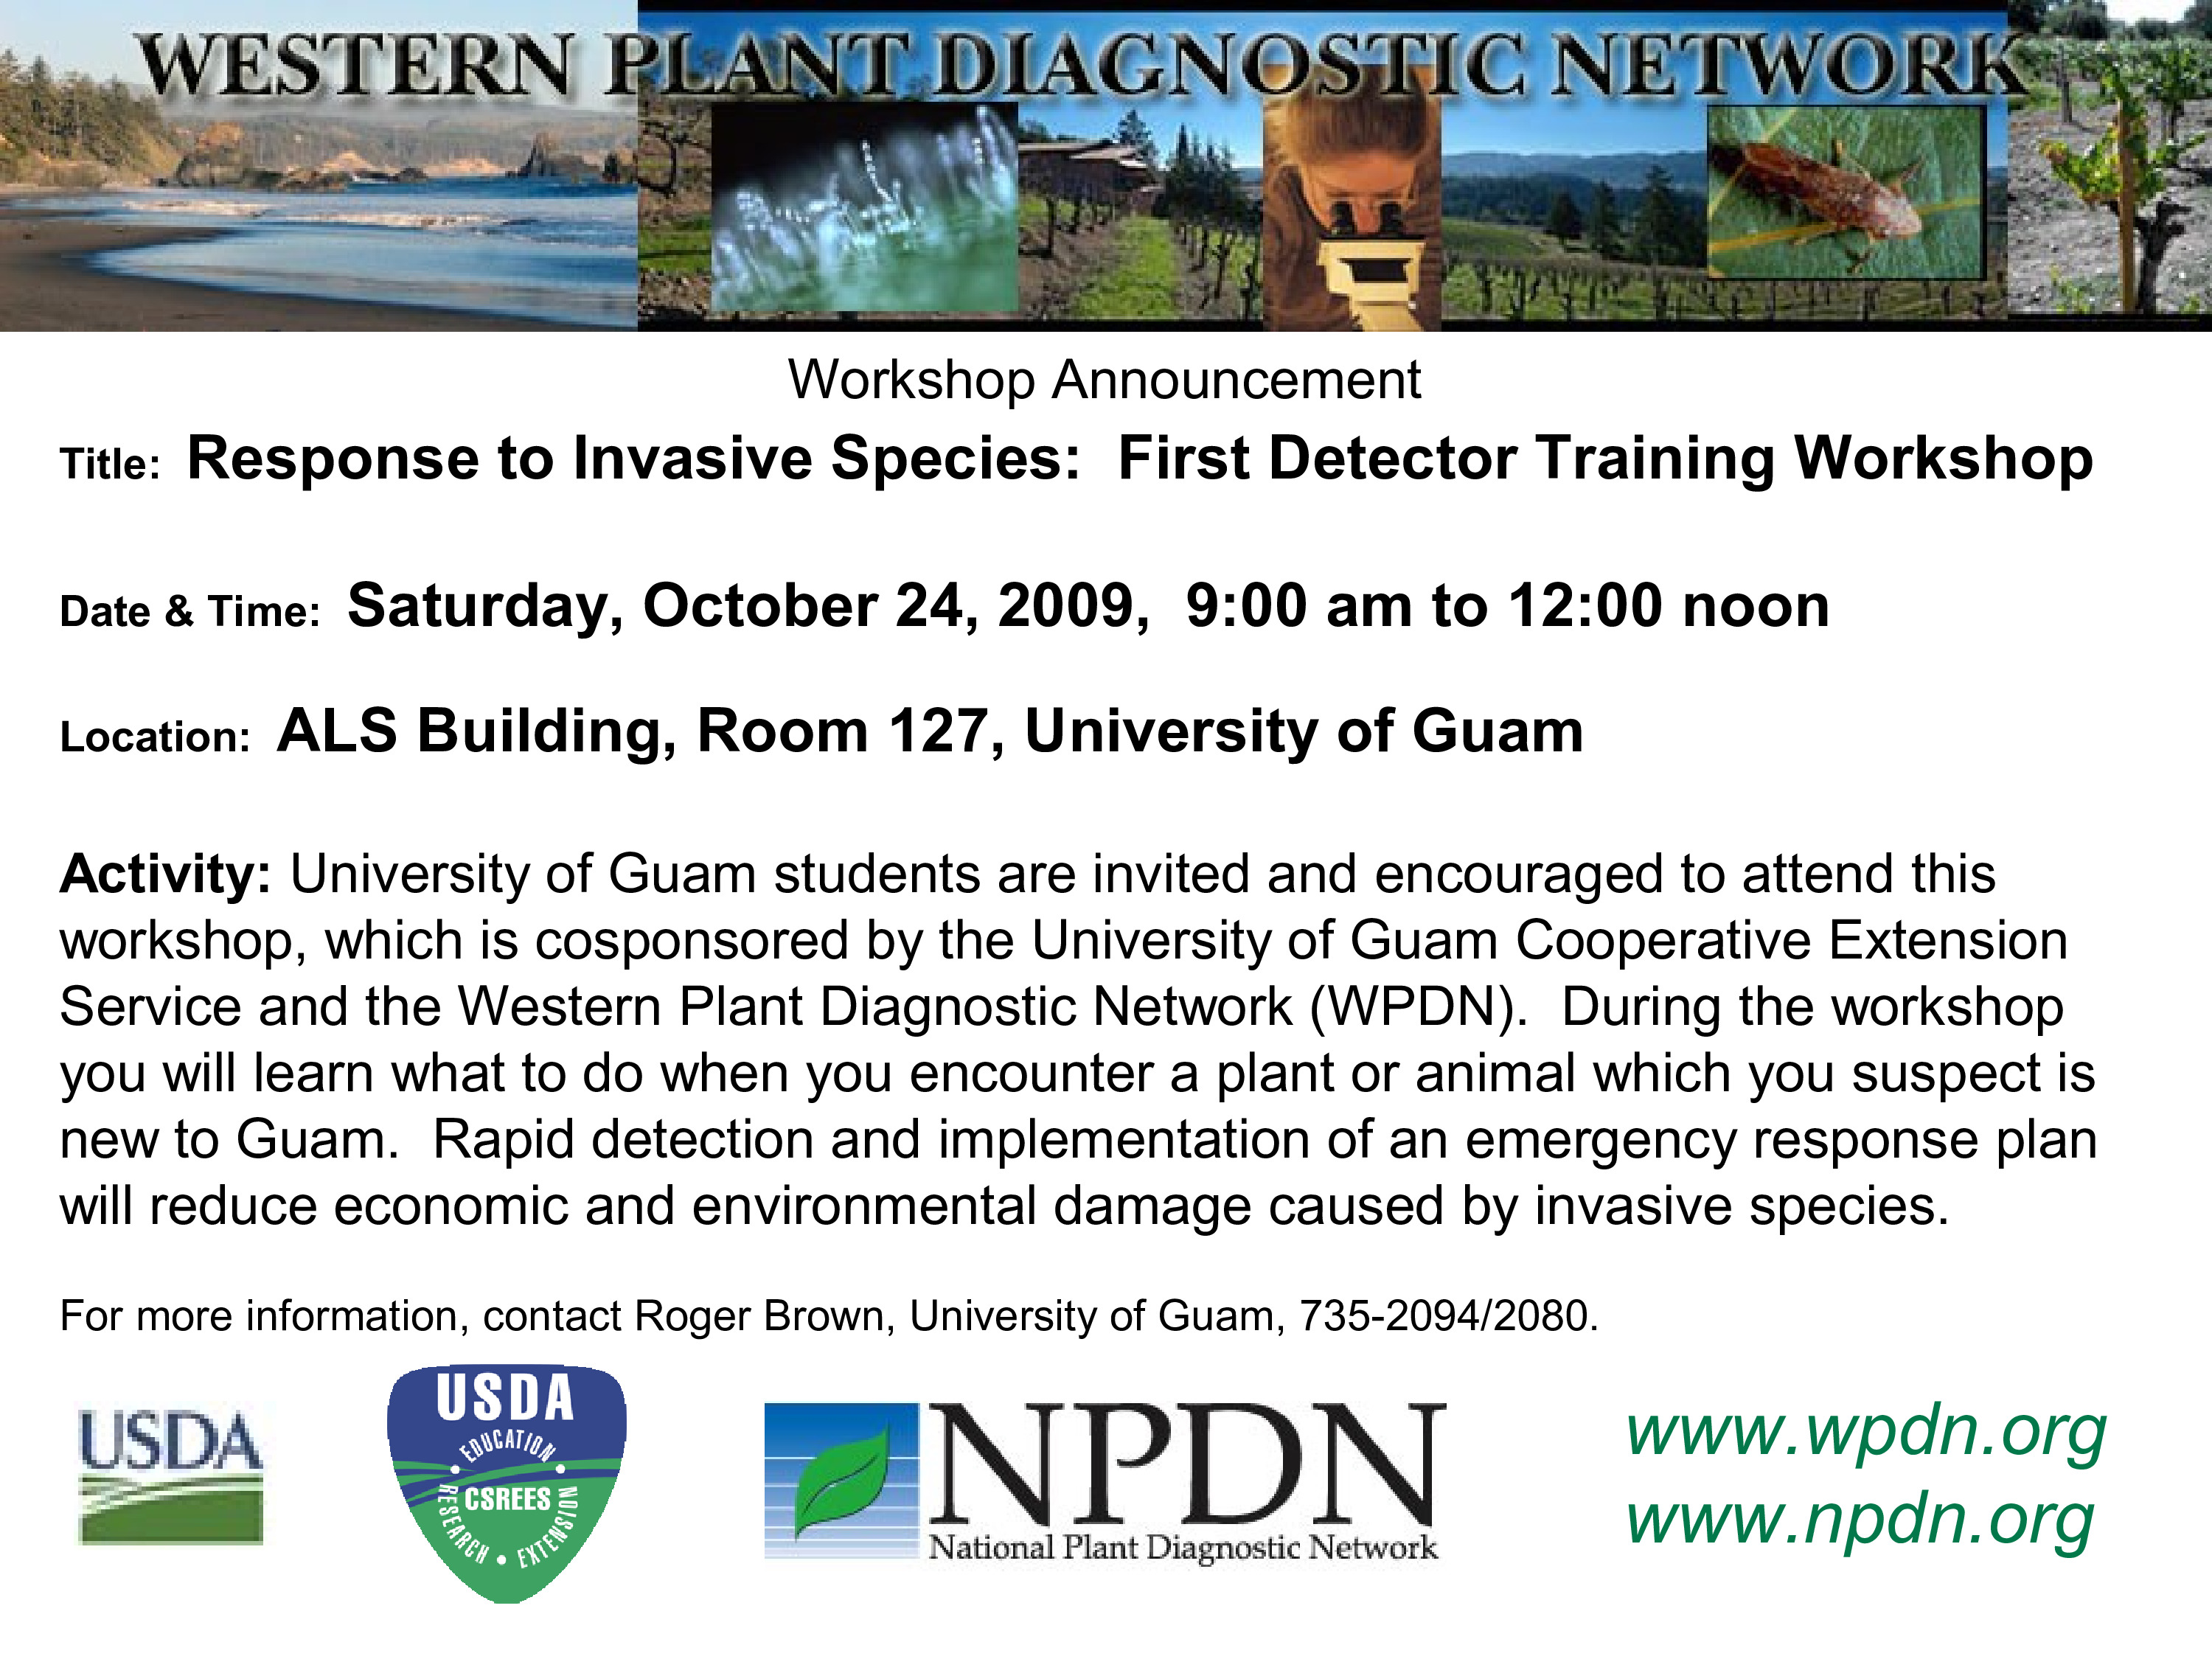 WESTERN PLANT DIAGNOSTIC NETWORK
Workshop Announcement
Title: Response to Invasive Species: First Detector Training Workshop
Date & Time: Saturday, October 24, 2009, 9:00 am to 12:00 noon
Location: ALS Building, Room 127, University of Guam
Activity: University of Guam students are invited and encouraged to attend this
workshop, which is cosponsored by the University of Guam Cooperative Extension
Service and the Western Plant Diagnostic Network (WPDN). During the workshop
you will learn what to do when you encounter a plant or animal which you suspect is
new to Guam. Rapid detection and implementation of an emergency response plan
will reduce economic and environmental damage caused by invasive species.
For more information, contact Roger Brown, University of Guam, 735-2094/2080.
USDA
USDA
EDUCATION
CSREES
RESEARCH • EXTENSION
NPDN
National Plant Diagnostic Network
www.wpdn.org
www.npdn.org